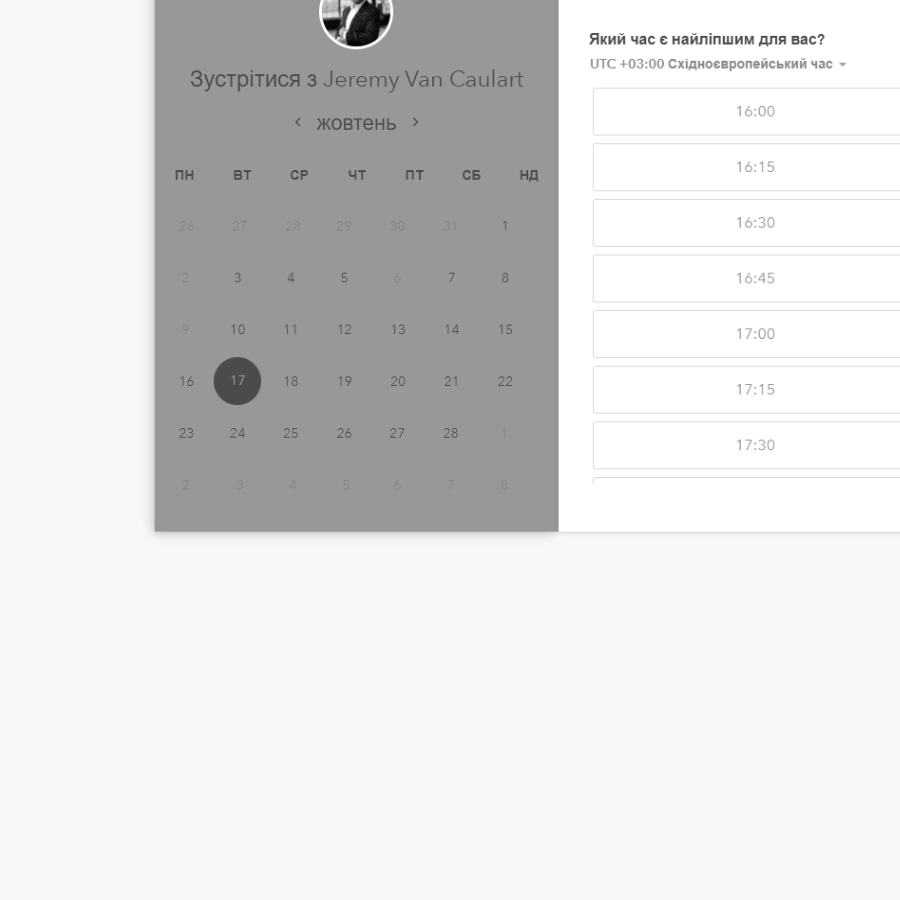 Зустрітися з Jeremy Van Caulart
жовтень
ПН ВТ СР ЧТ ПТ СБ НД
26 27 28 29 30 31 1
2 3 4 5 6 7 8
9 10 11 12 13 14 15
16 17 18 19 20 21 22
23 24 25 26 27 28 1
2 3 4 5 6 7 8
Який час є найліпшим для вас?
UTC +03:00 Східноєвропейський час
16:00
16:15
16:30
16:45
17:00
17:15
17:30